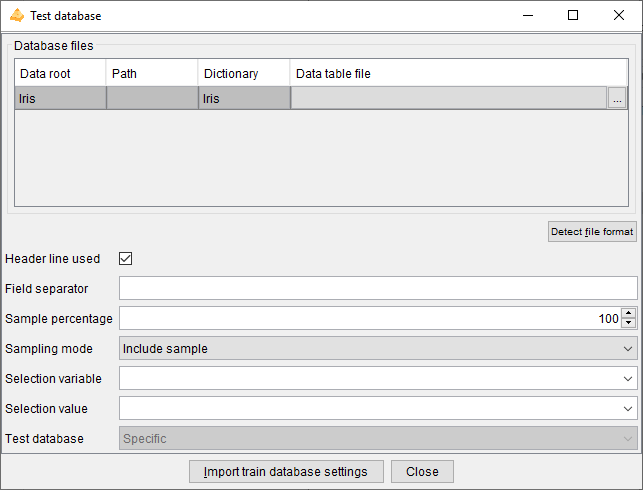 Test database
Database files
Data root Path Dictionary Data table file
Iris Iris ...
Detect file format
Header line used
Field separator
Sample percentage 100
Sampling mode Include sample
Selection variable
Selection value
Test database Specific
Import train database settings Close